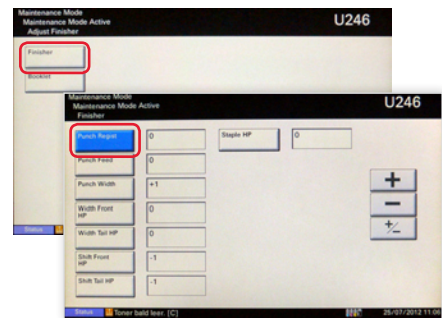 Maintenance Mode
Maintenance Mode Active
Adjust Finisher
U246
Finisher
Booklet
Status
Maintenance Mode
Maintenance Mode Active
Finisher
U246
Punch Regist 0 Staple HP 0
Punch Feed 0
Punch Width +1
Width Front HP 0
Width Tail HP 0
Shift Front HP -1
Shift Tail HP -1
+
−
+/-
Status Toner bald leer. [C] 25/07/2012 11:06